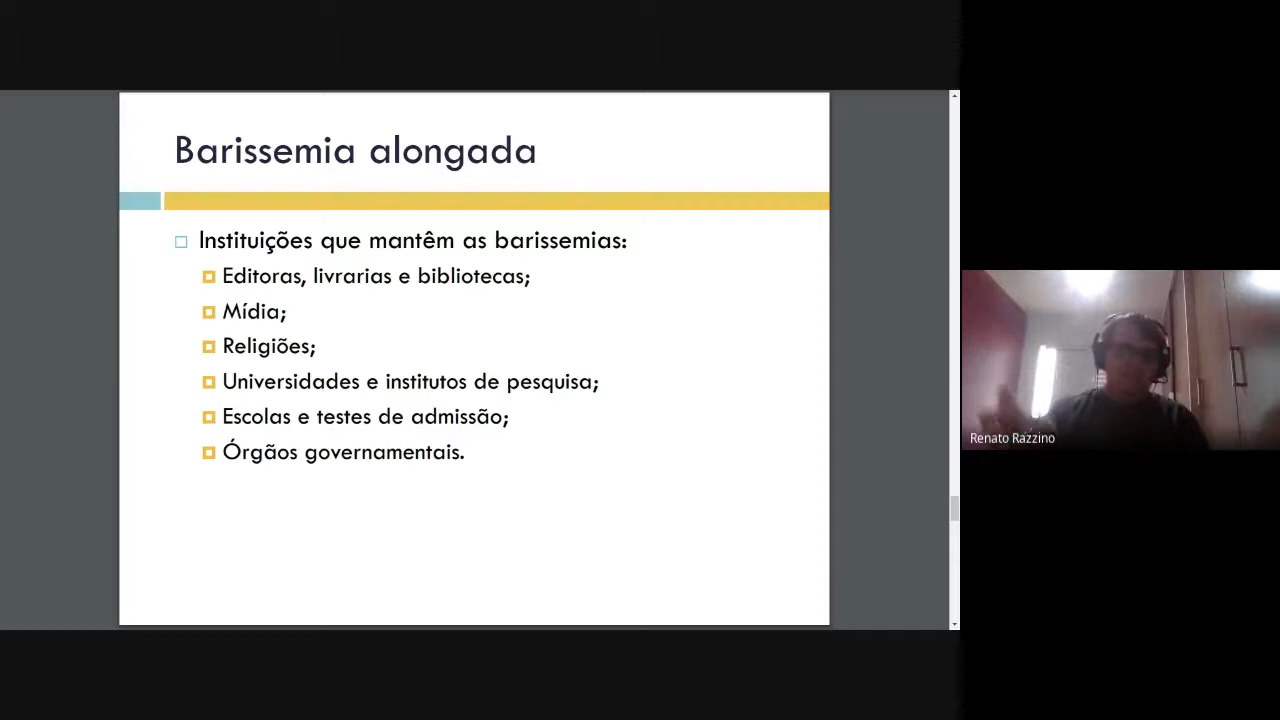 Barissemia alongada
Instituições que mantêm as barissemias:
Editoras, livrarias e bibliotecas;
Mídia;
Religiões;
Universidades e institutos de pesquisa;
Escolas e testes de admissão;
Órgãos governamentais.
Renato Razzino